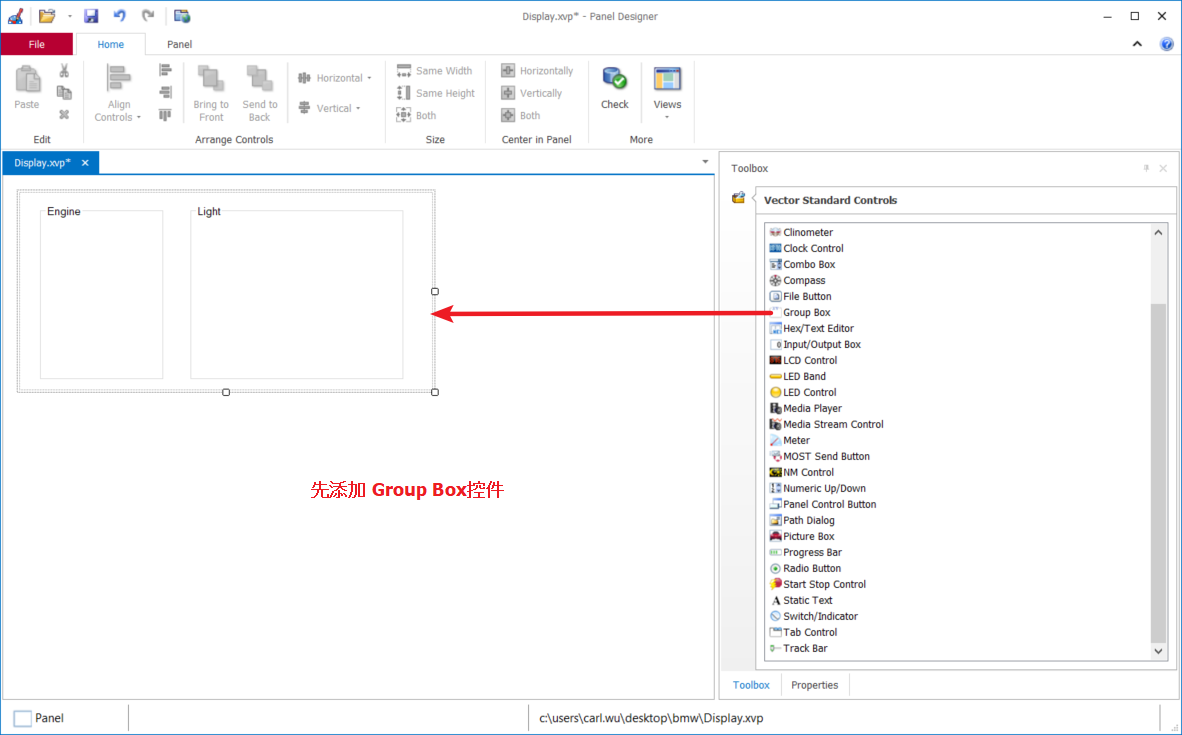 Display.xvp* - Panel Designer
File
Home
Panel
Paste
Align
Controls
Bring to
Front
Send to
Back
Horizontal
Vertical
Same Width
Same Height
Both
Horizontally
Vertically
Both
Check
Views
Edit
Arrange Controls
Size
Center in Panel
More
Display.xvp*
Engine
Light
先添加 Group Box控件
Toolbox
Vector Standard Controls
Clinometer
Clock Control
Combo Box
Compass
File Button
Group Box
Hex/Text Editor
Input/Output Box
LCD Control
LED Band
LED Control
Media Player
Media Stream Control
Meter
MOST Send Button
NM Control
Numeric Up/Down
Panel Control Button
Path Dialog
Picture Box
Progress Bar
Radio Button
Start Stop Control
Static Text
Switch/Indicator
Tab Control
Track Bar
Toolbox
Properties
Panel
c:\users\carl.wu\desktop\bmw\Display.xvp